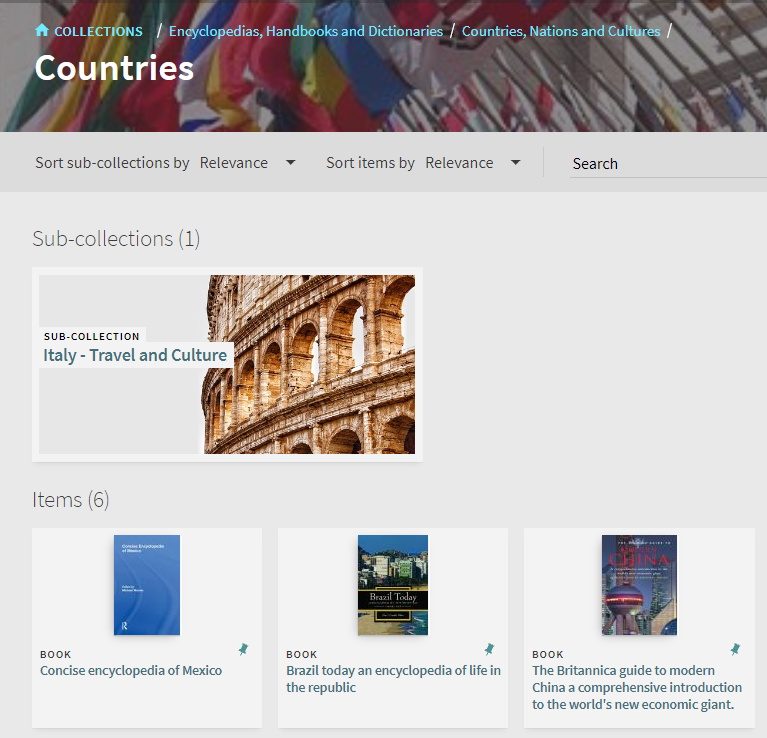 COLLECTIONS / Encyclopedias, Handbooks and Dictionaries / Countries, Nations and Cultures /
Countries
Sort sub-collections by Relevance Sort items by Relevance Search
Sub-collections (1)
SUB-COLLECTION
Italy - Travel and Culture
Items (6)
Concise Encyclopedia
of Mexico
Brazil Today
CHINA
BOOK
Concise encyclopedia of Mexico
BOOK
Brazil today an encyclopedia of life in
the republic
BOOK
The Britannica guide to modern
China a comprehensive introduction
to the world's new economic giant.